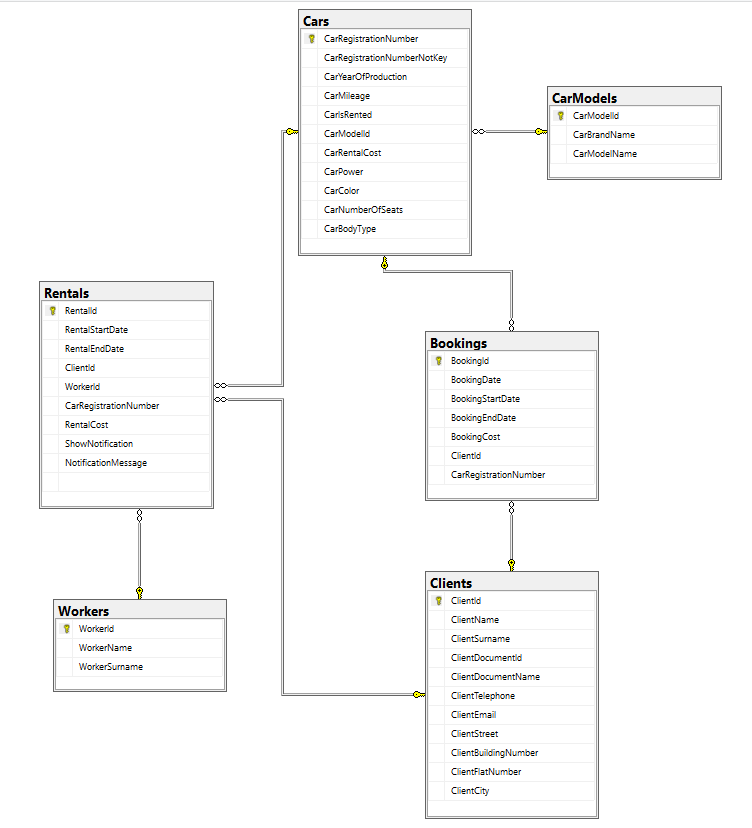 Cars
CarRegistrationNumber
CarRegistrationNumberNotKey
CarYearOfProduction
CarMileage
CarIsRented
CarModelId
CarRentalCost
CarPower
CarColor
CarNumberOfSeats
CarBodyType
CarModels
CarModelId
CarBrandName
CarModelName
Rentals
RentalId
RentalStartDate
RentalEndDate
ClientId
WorkerId
CarRegistrationNumber
RentalCost
ShowNotification
NotificationMessage
Bookings
BookingId
BookingDate
BookingStartDate
BookingEndDate
BookingCost
ClientId
CarRegistrationNumber
Workers
WorkerId
WorkerName
WorkerSurname
Clients
ClientId
ClientName
ClientSurname
ClientDocumentId
ClientDocumentName
ClientTelephone
ClientEmail
ClientStreet
ClientBuildingNumber
ClientFlatNumber
ClientCity